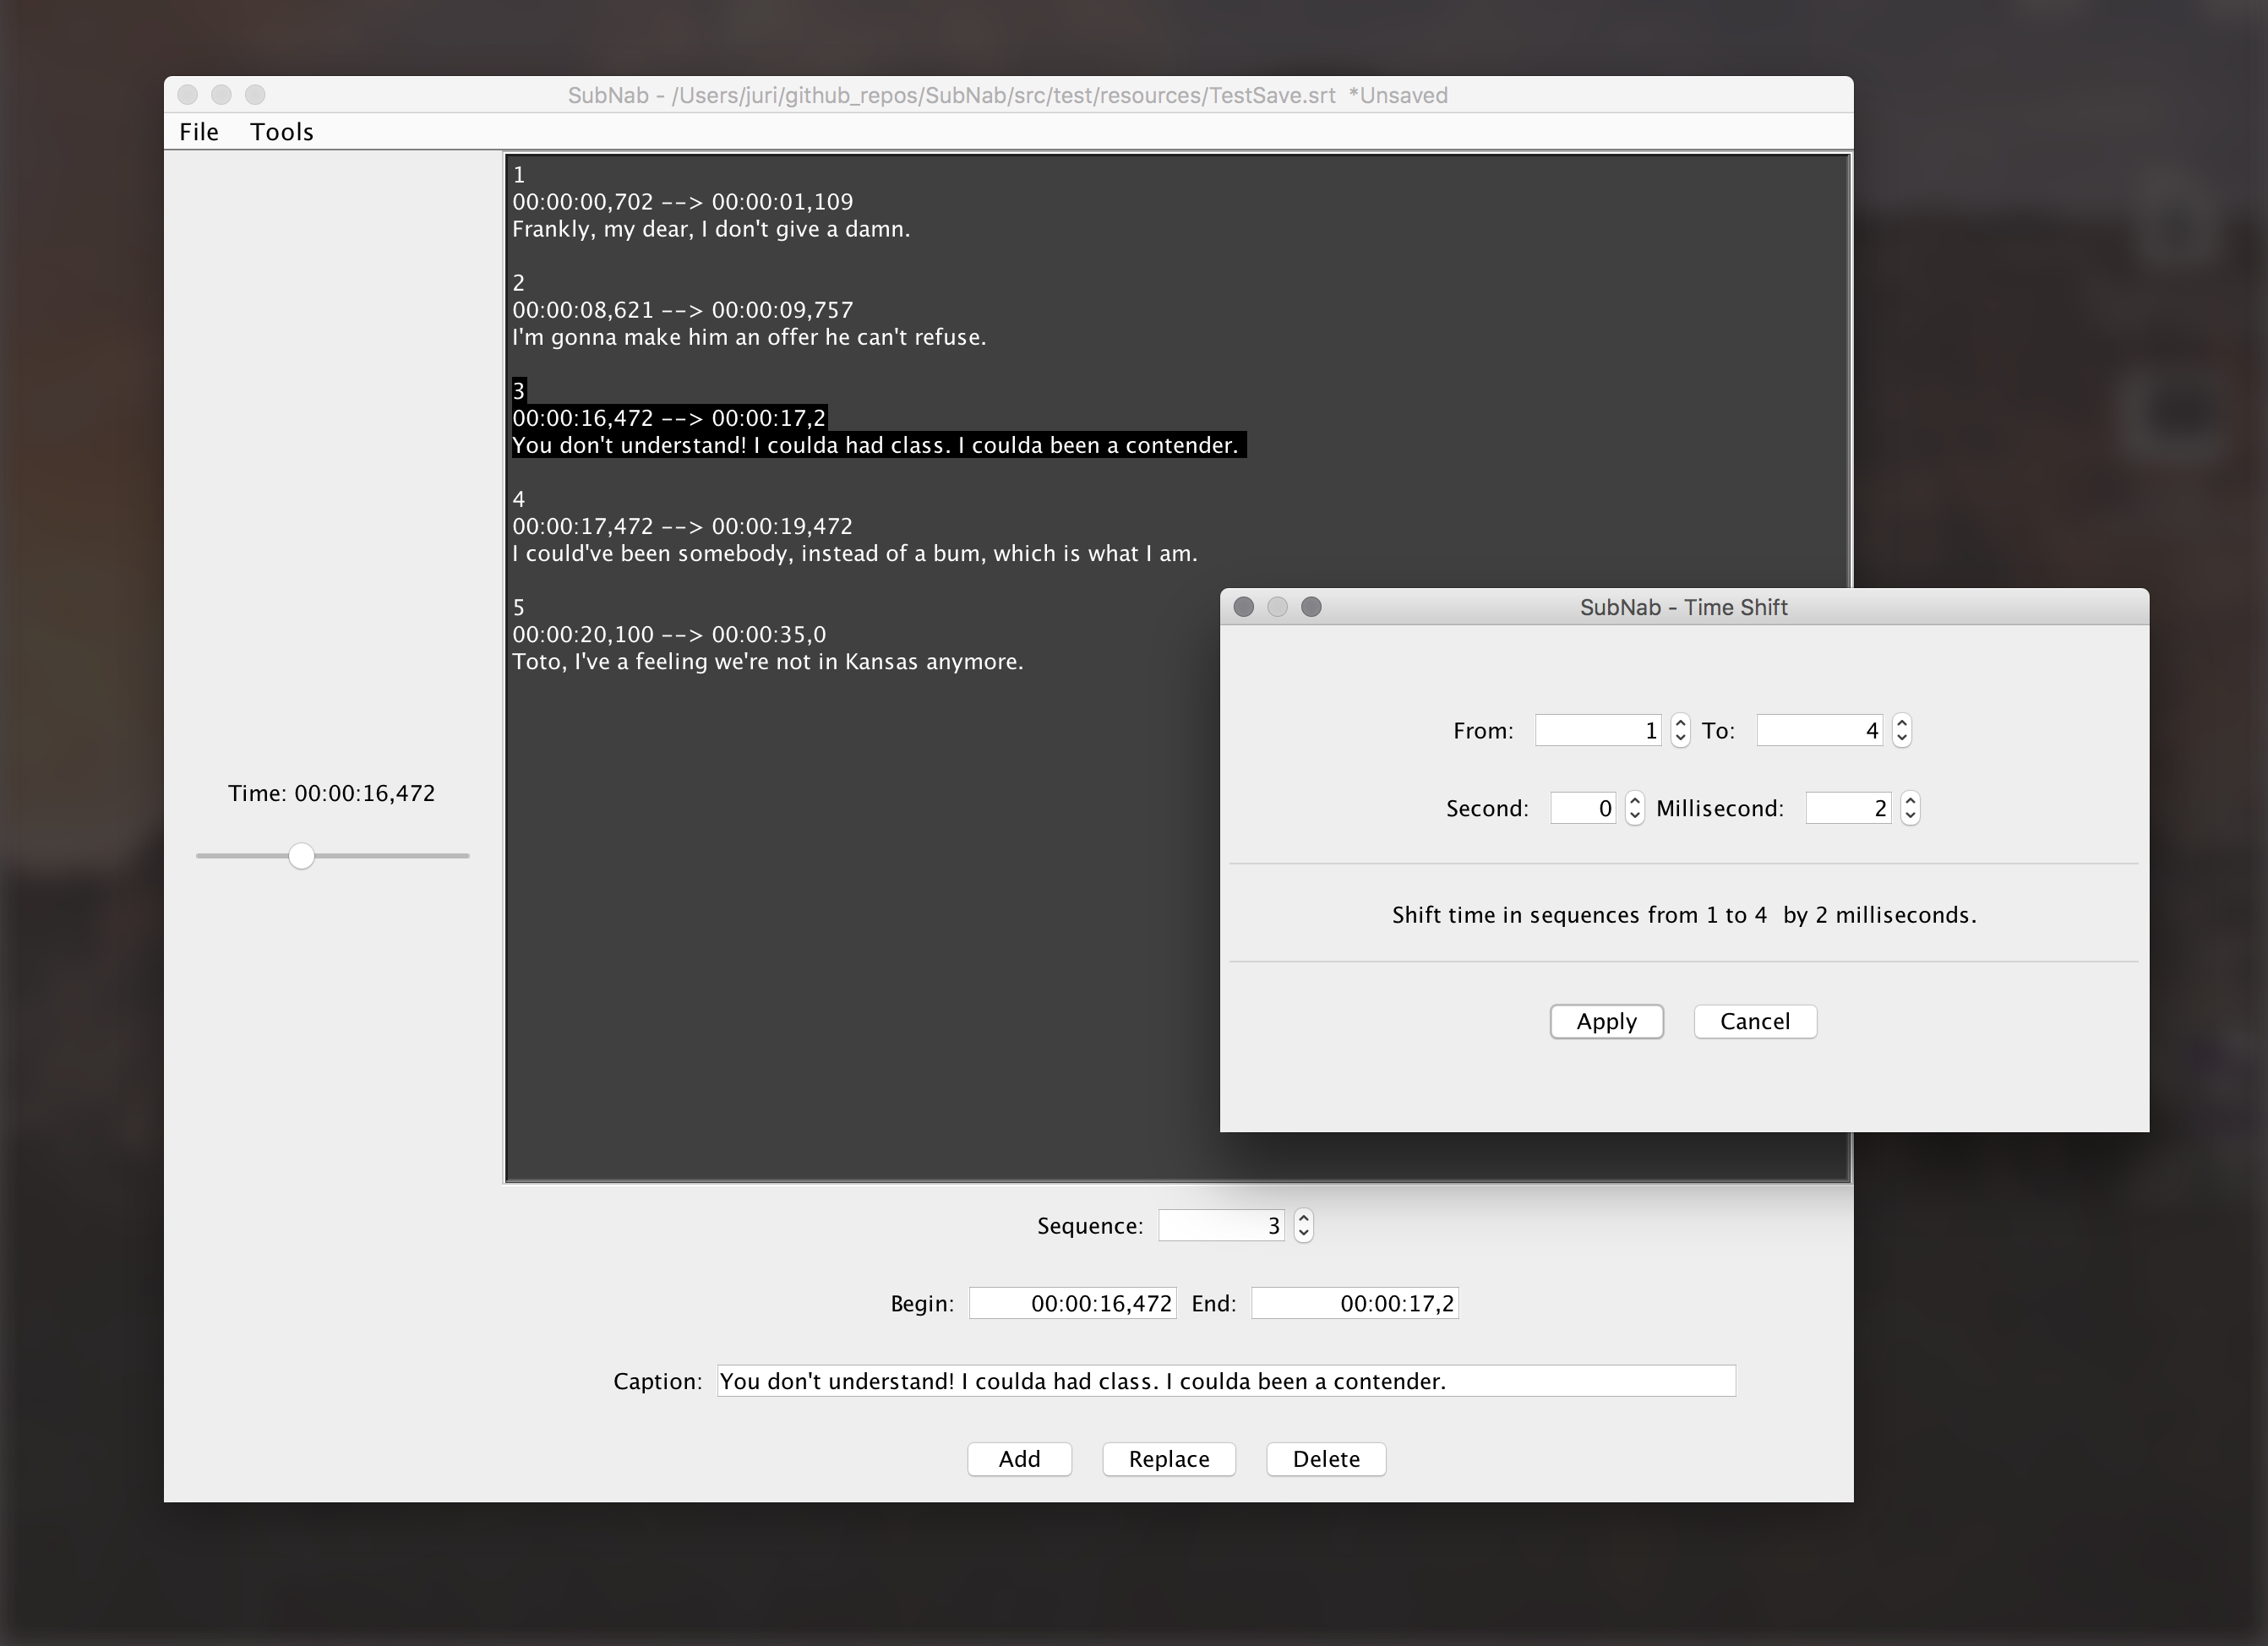 SubNab - /Users/juri/github_repos/SubNab/src/test/resources/TestSave.srt *Unsaved
File Tools
1
00:00:00,702 --> 00:00:01,109
Frankly, my dear, I don't give a damn.
2
00:00:08,621 --> 00:00:09,757
I'm gonna make him an offer he can't refuse.
3
00:00:16,472 --> 00:00:17,2
You don't understand! I coulda had class. I coulda been a contender.
4
00:00:17,472 --> 00:00:19,472
I could've been somebody, instead of a bum, which is what I am.
5
00:00:20,100 --> 00:00:35,0
Toto, I've a feeling we're not in Kansas anymore.
Time: 00:00:16,472
SubNab - Time Shift
From: 1 To: 4
Second: 0 Millisecond: 2
Shift time in sequences from 1 to 4 by 2 milliseconds.
Apply Cancel
Sequence: 3
Begin: 00:00:16,472 End: 00:00:17,2
Caption: You don't understand! I coulda had class. I coulda been a contender.
Add Replace Delete